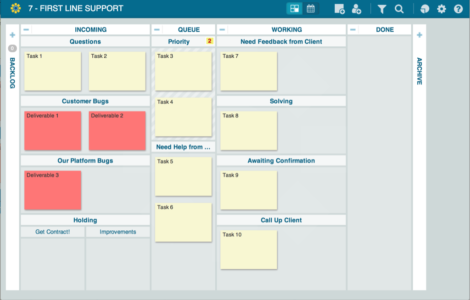 7 - FIRST LINE SUPPORT
INCOMING
QUEUE
WORKING
DONE
BACKLOG
ARCHIVE
Questions
Priority
2
Need Feedback from Client
Task 1
Task 2
Task 3
Task 7
Customer Bugs
Task 4
Solving
Deliverable 1
Deliverable 2
Task 8
Need Help from ...
Our Platform Bugs
Awaiting Confirmation
Task 5
Deliverable 3
Task 9
Task 6
Holding
Call Up Client
Get Contract!
Improvements
Task 10